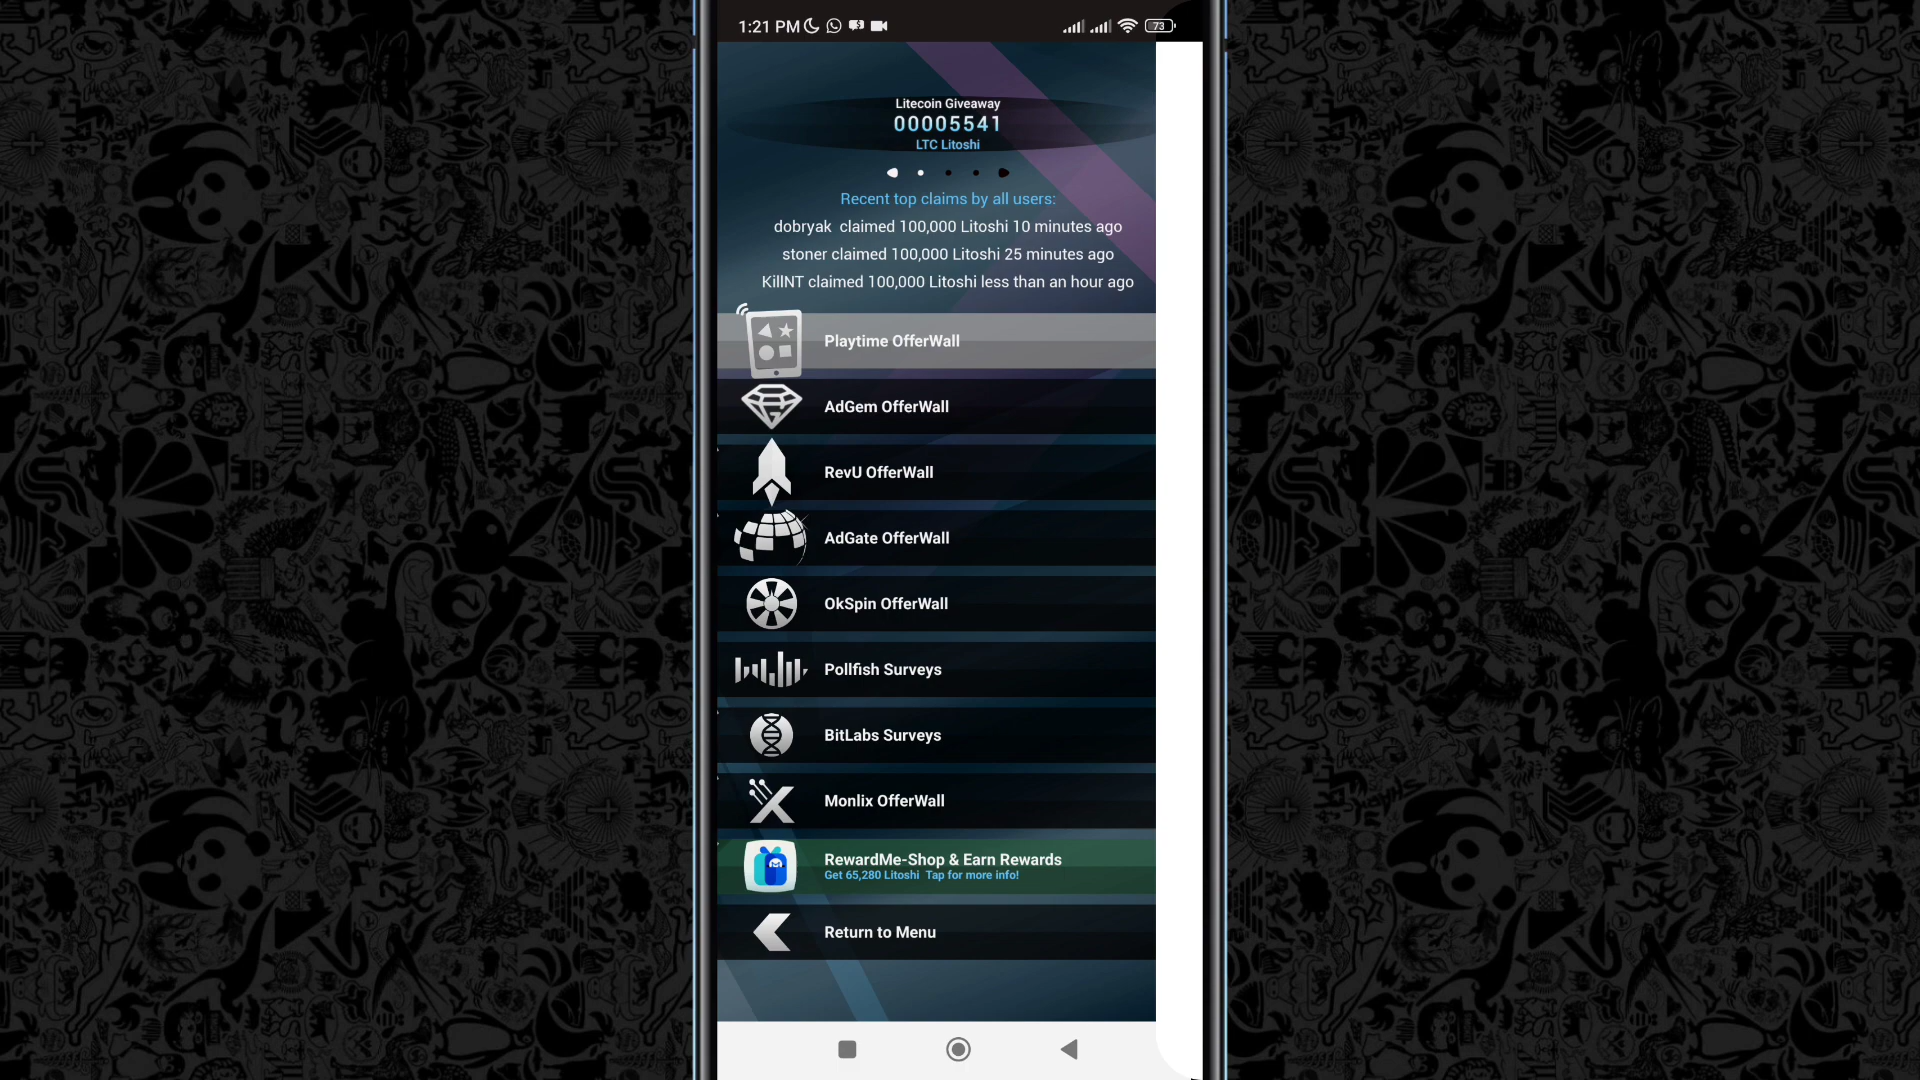 1:21 PM
73
Litecoin Giveaway
00005541
LTC Litoshi
Recent top claims by all users:
dobryak claimed 100,000 Litoshi 10 minutes ago
stoner claimed 100,000 Litoshi 25 minutes ago
KillNT claimed 100,000 Litoshi less than an hour ago
Playtime OfferWall
AdGem OfferWall
RevU OfferWall
AdGate OfferWall
OkSpin OfferWall
Pollfish Surveys
BitLabs Surveys
Monlix OfferWall
RewardMe-Shop & Earn Rewards
Get 65,280 Litoshi Tap for more info!
Return to Menu